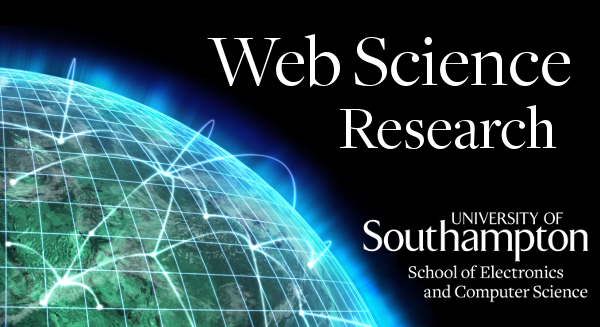 Web Science
Research
UNIVERSITY OF
Southampton
School of Electronics
and Computer Science